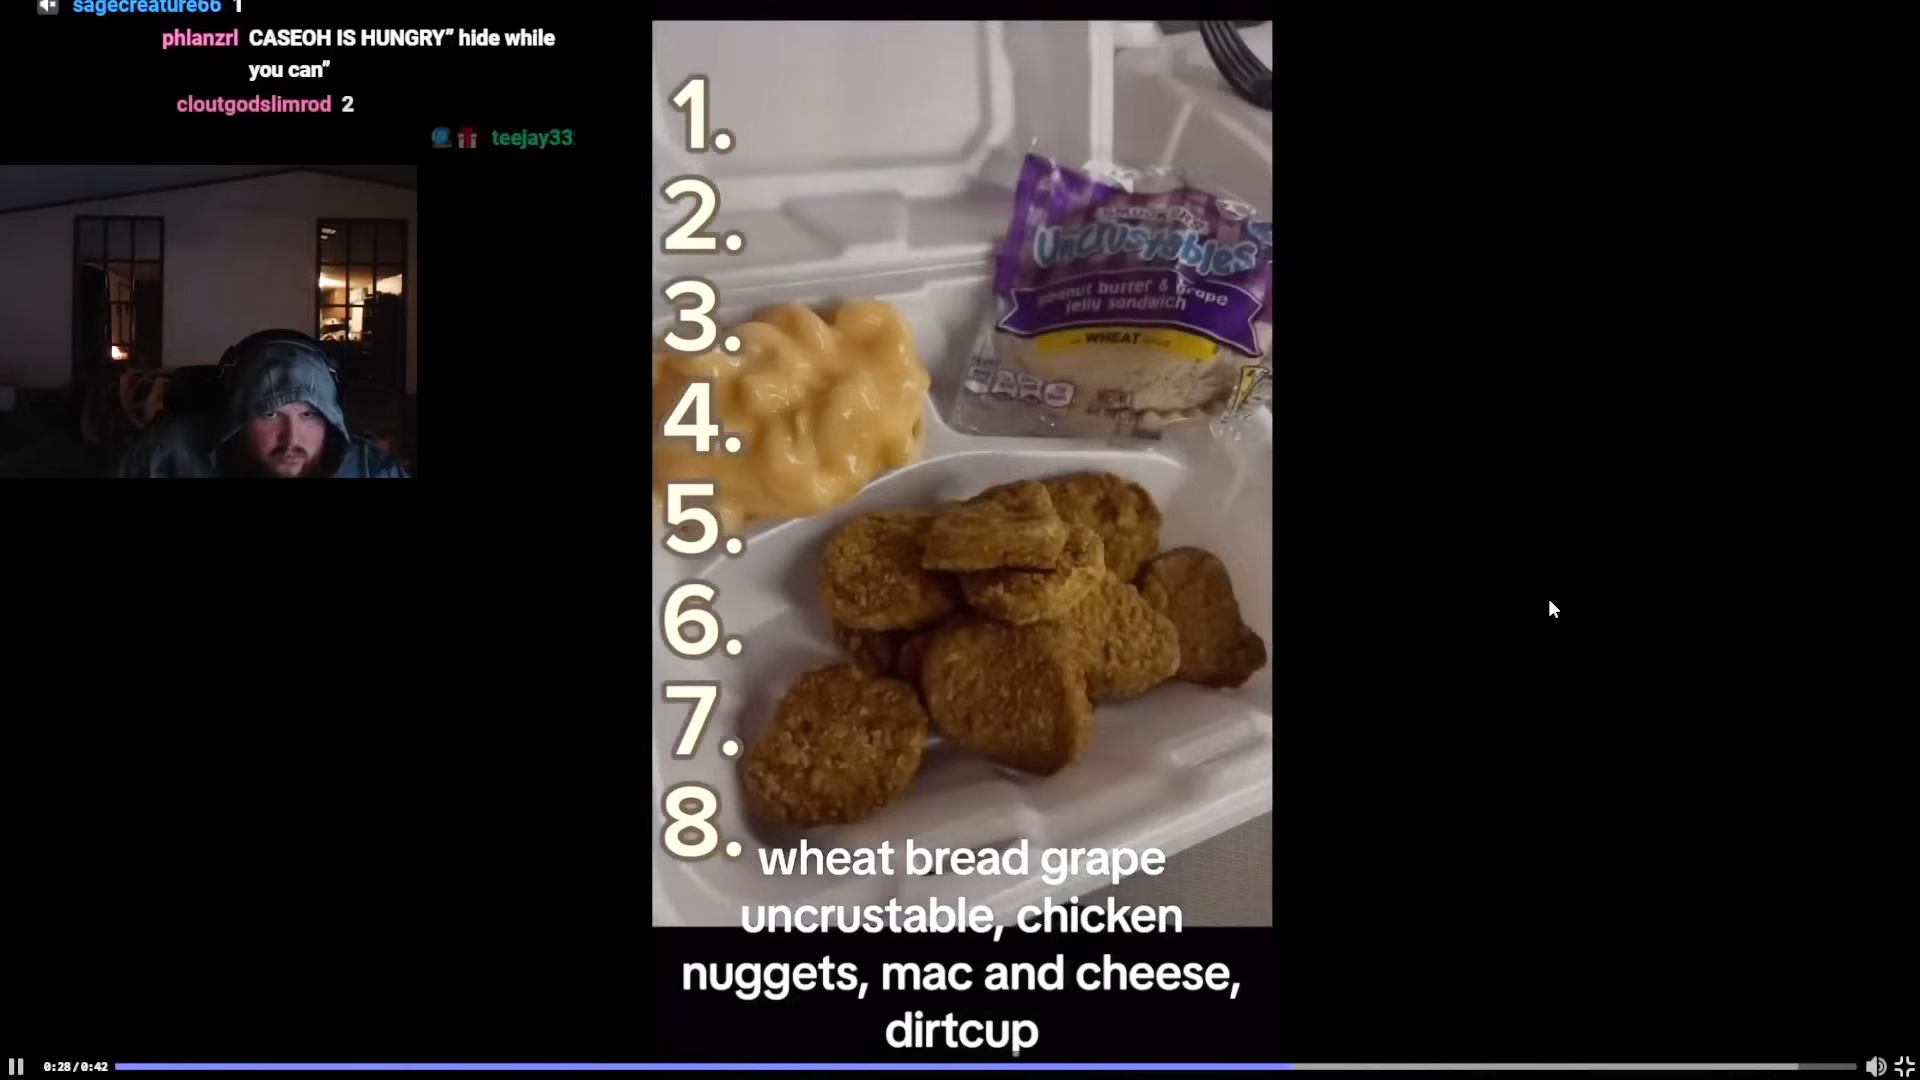 sagecreature66 1
phlanzrl CASEOH IS HUNGRY” hide while
you can”
cloutgodslimrod 2
teejay33
1.
2.
3.
4.
5.
6.
7.
8.
SMUCKER'S
Uncrustables
peanut butter & grape
jelly sandwich
WHEAT
wheat bread grape
uncrustable, chicken
nuggets, mac and cheese,
dirtcup
0:28/0:42